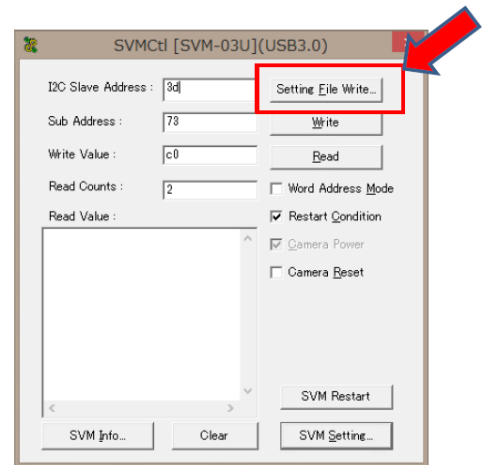 SVMCtl [SVM-03U](USB3.0)
I2C Slave Address : 3d Setting File Write...
Sub Address : 73 Write
Write Value : c0 Read
Read Counts : 2 Word Address Mode
Read Value : Restart Condition
Camera Power
Camera Reset
SVM Restart
SVM Info... Clear SVM Setting...